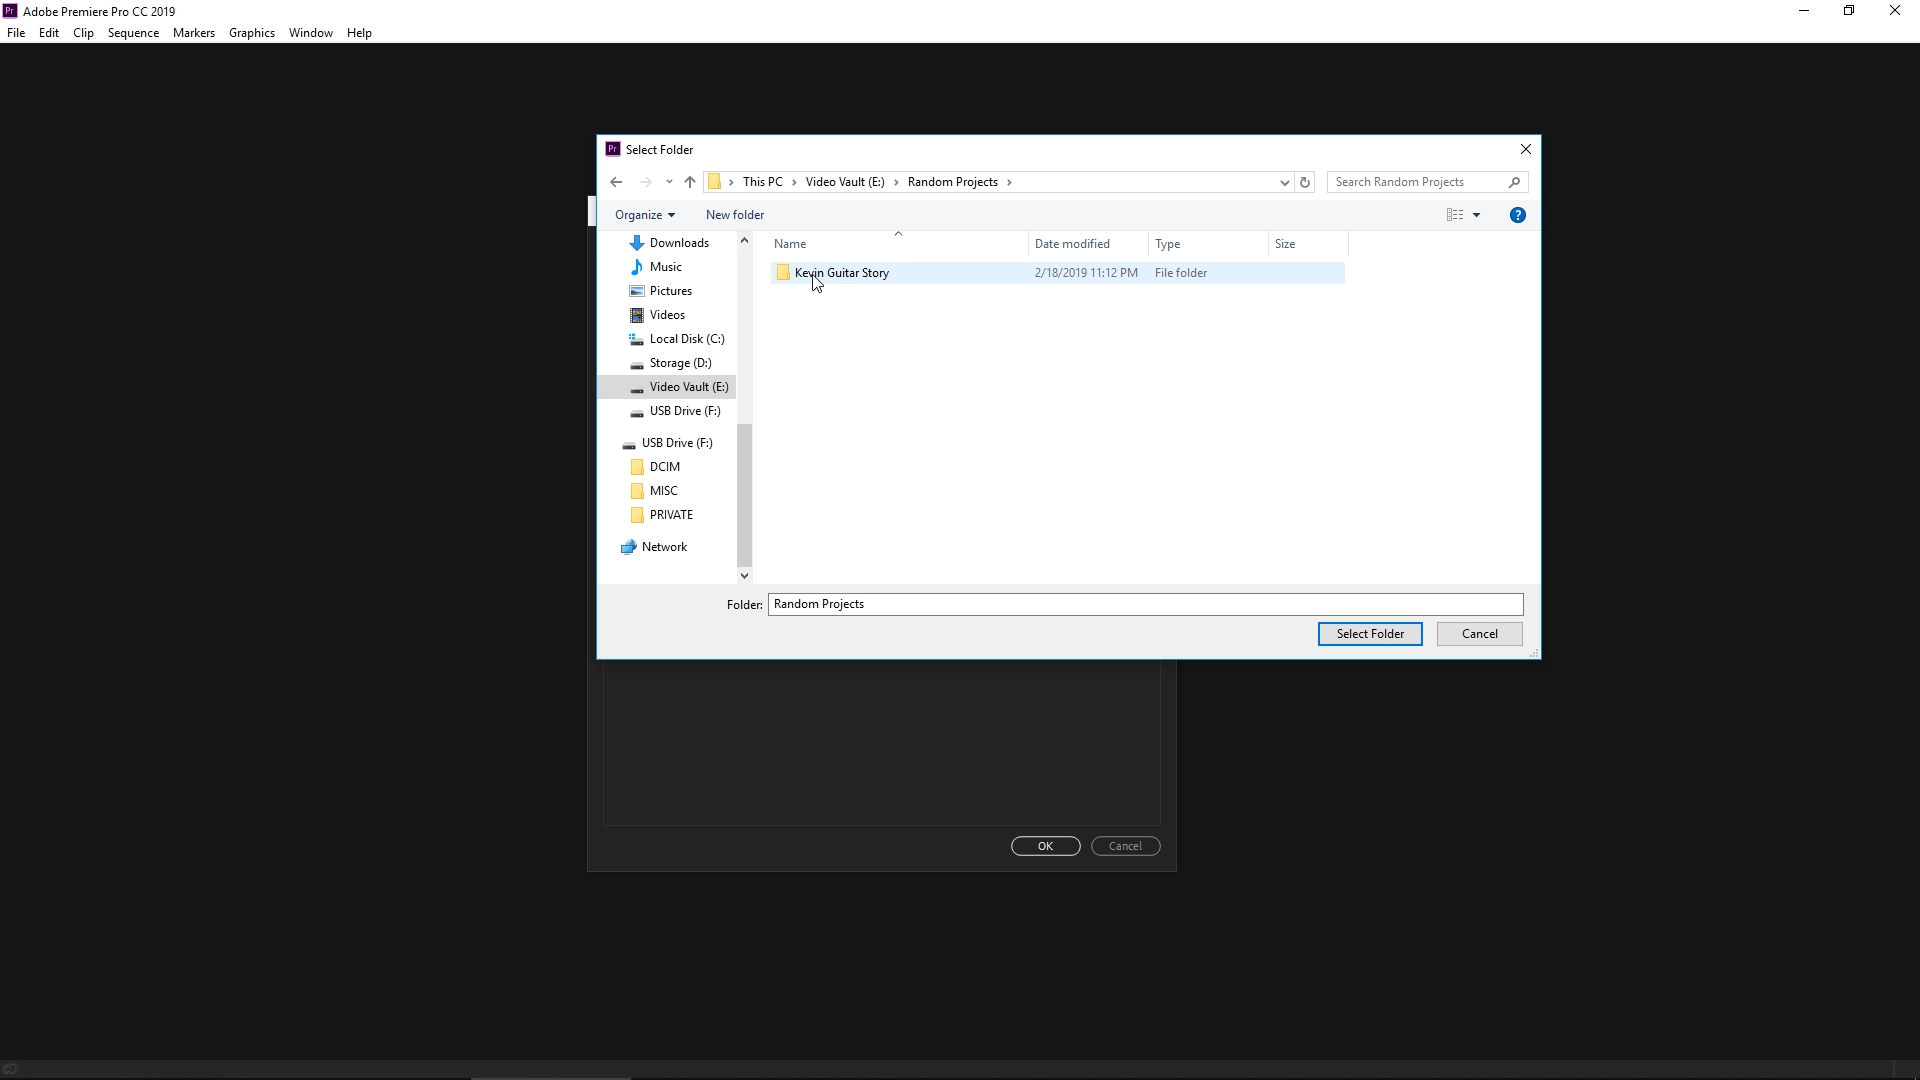 Pr Adobe Premiere Pro CC 2019
File Edit Clip Sequence Markers Graphics Window Help
Pr Select Folder
This PC Video Vault (E:) Random Projects Search Random Projects
Organize New folder ?
Downloads
Music
Pictures
Videos
Local Disk (C:)
Storage (D:)
Video Vault (E:)
USB Drive (F:)
USB Drive (F:)
DCIM
MISC
PRIVATE
Network
Name Date modified Type Size
Kevin Guitar Story 2/18/2019 11:12 PM File folder
Folder: Random Projects
Select Folder Cancel
OK Cancel